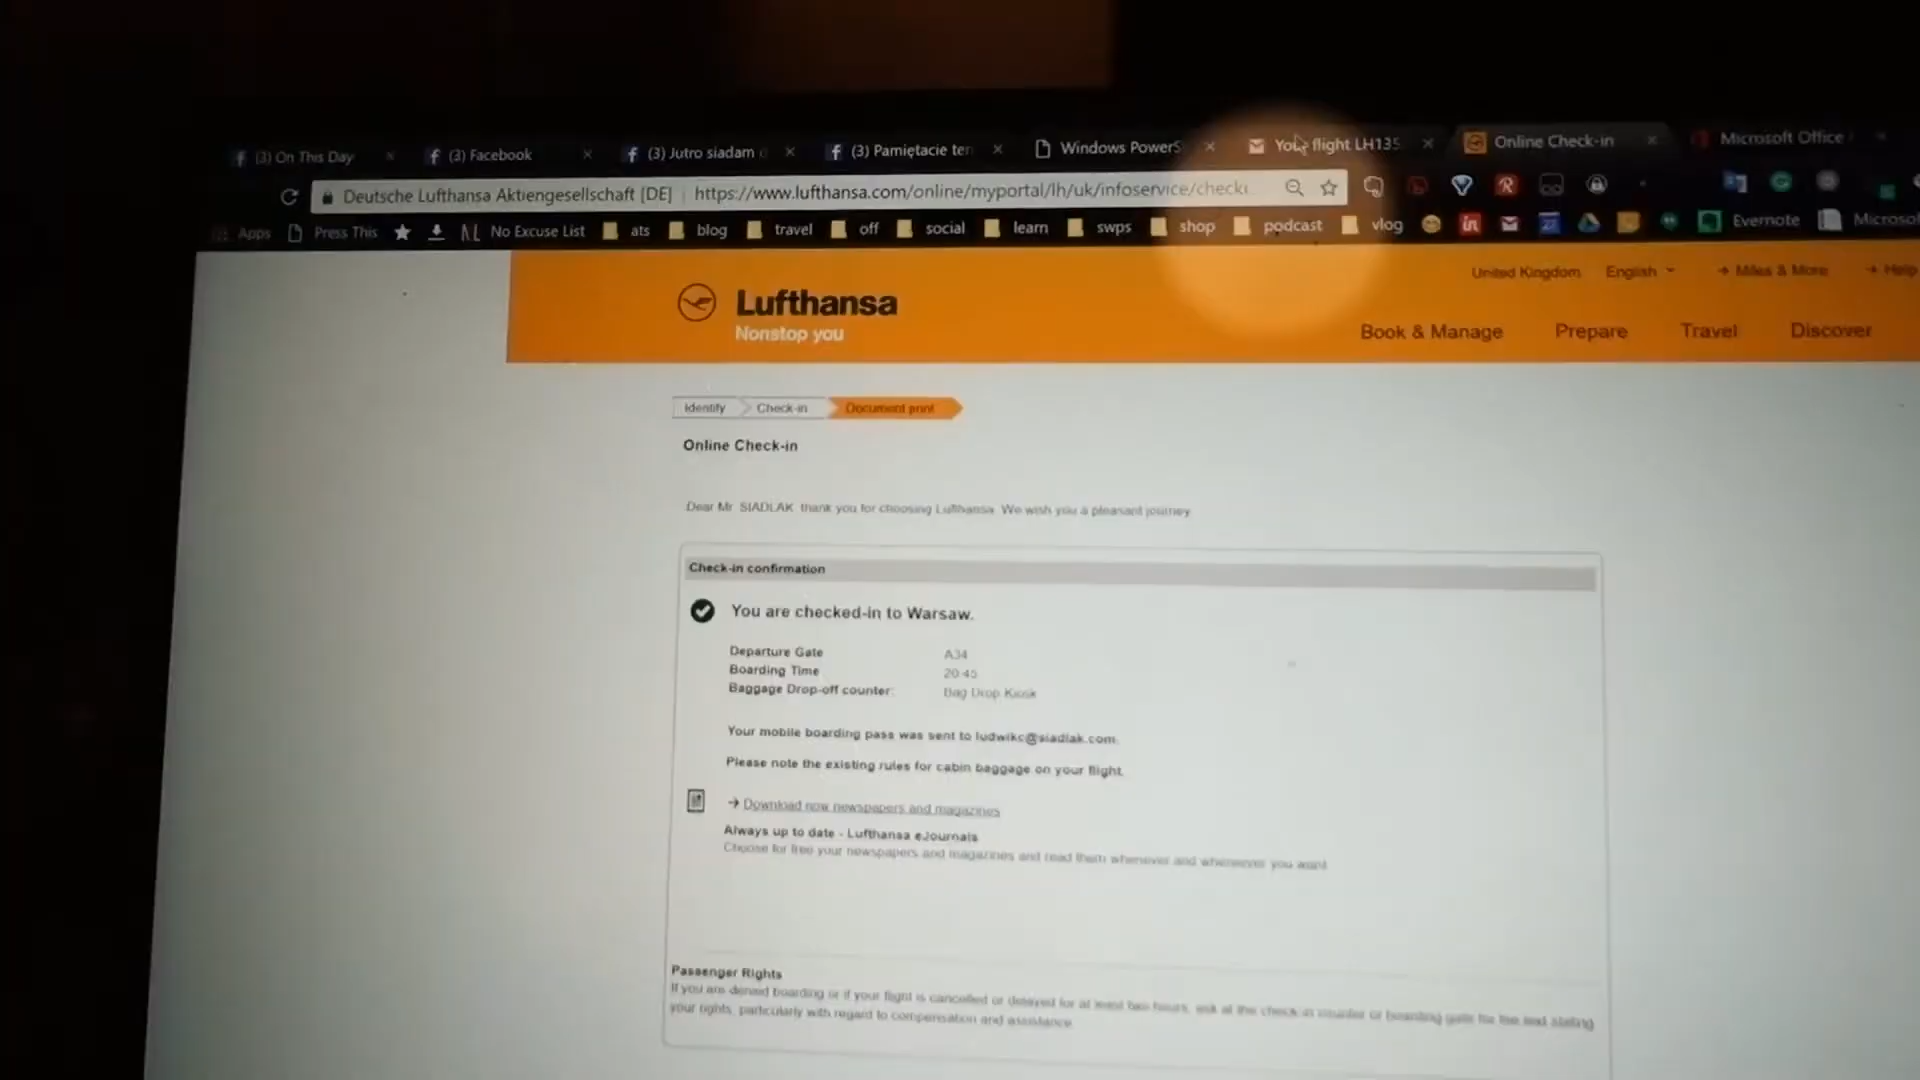 (3) On This Day
(3) Facebook
(3) Jutro siadam
(3) Pamiętacie ten
Windows PowerS
Your flight LH135
Online Check-in
Microsoft Office
Deutsche Lufthansa Aktiengesellschaft [DE] https://www.lufthansa.com/online/myportal/lh/uk/infoservice/checki
Apps Press This No Excuse List ats blog travel off social learn shop swps podcast vlog Evernote Microsof
United Kingdom English Miles & More Help
Lufthansa
Nonstop you
Book & Manage Prepare Travel Discover
Identify Check-in Document print
Online Check-in
Dear Mr. SIADLAK, thank you for choosing Lufthansa. We wish you a pleasant journey
Check-in confirmation
You are checked-in to Warsaw.
Departure Gate A34
Boarding Time 20:45
Baggage Drop-off counter: Bag Drop Kiosk
Your mobile boarding pass was sent to ludwikc@siadlak.com.
Please note the existing rules for cabin baggage on your flight.
→ Download now newspapers and magazines
Always up to date - Lufthansa eJournals
Choose for free your newspapers and magazines and read them whenever and wherever you want
Passenger Rights
If you are denied boarding or if your flight is cancelled or delayed for at least two hours, ask at the check-in counter or boarding gate for the text stating
your rights, particularly with regard to compensation and assistance.